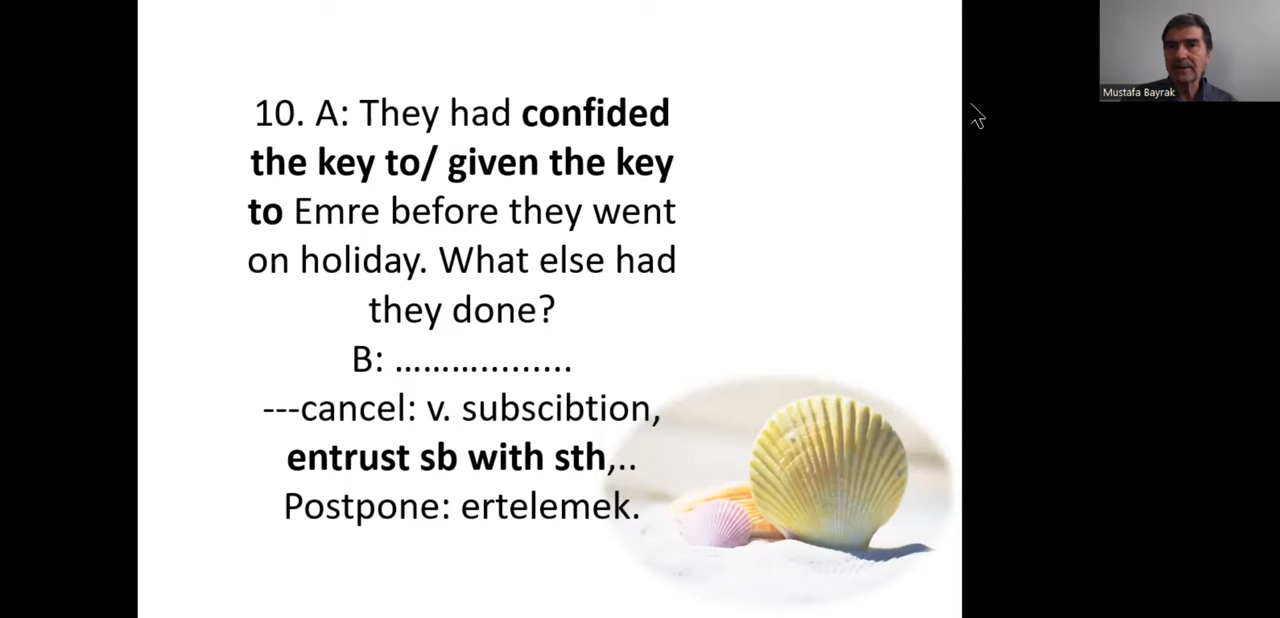 10. A: They had confided
the key to/ given the key
to Emre before they went
on holiday. What else had
they done?
B: ..................
---cancel: v. subscibtion,
entrust sb with sth,..
Postpone: ertelemek.
Mustafa Bayrak